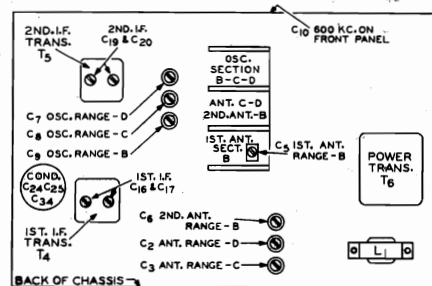 C10 600 KC. ON
FRONT PANEL
2ND. I.F.
TRANS.
T5
2ND. I.F.
C19 & C20
OSC.
SECTION
B-C-D
C7 OSC. RANGE-D
C8 OSC. RANGE-C
C9 OSC. RANGE-B
ANT. C-D
2ND. ANT.-B
1ST. ANT.
SECT.
B
C5 1ST. ANT.
RANGE-B
POWER
TRANS.
T6
COND.
C24 C25
C34
1ST. I.F.
C16 & C17
1ST. I.F.
TRANS.
T4
C6 2ND. ANT.
RANGE-B
C2 ANT. RANGE-D
C3 ANT. RANGE-C
L1
BACK OF CHASSIS